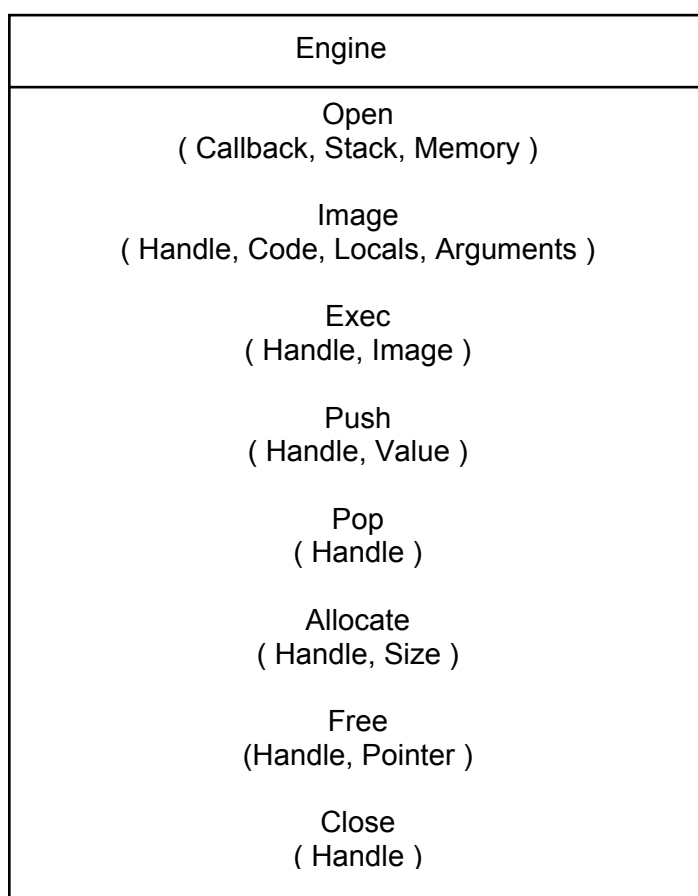 Engine
Open
( Callback, Stack, Memory )
Image
( Handle, Code, Locals, Arguments )
Exec
( Handle, Image )
Push
( Handle, Value )
Pop
( Handle )
Allocate
( Handle, Size )
Free
(Handle, Pointer )
Close
( Handle )